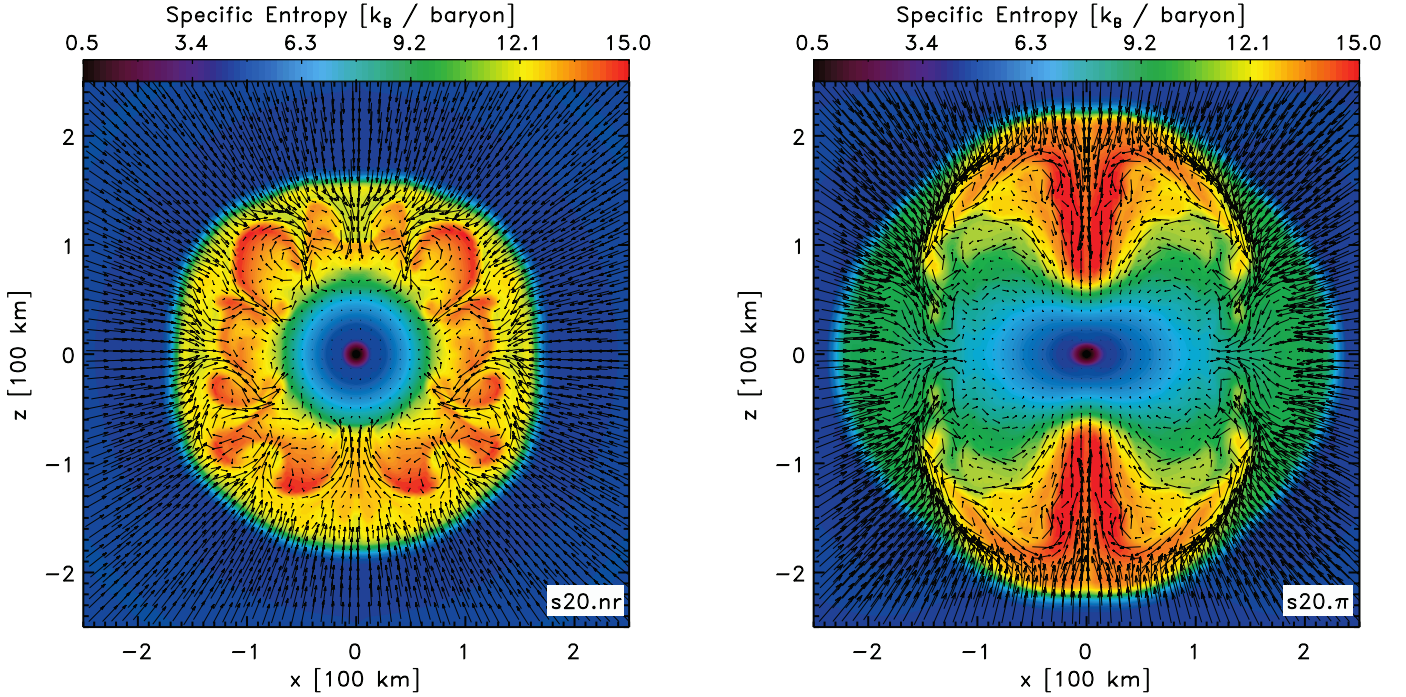 Specific Entropy [k_B / baryon]
0.5 3.4 6.3 9.2 12.1 15.0
2
1
0
−1
−2
z [100 km]
s20.nr
−2 −1 0 1 2
x [100 km]
Specific Entropy [k_B / baryon]
0.5 3.4 6.3 9.2 12.1 15.0
2
1
0
−1
−2
z [100 km]
s20.π
−2 −1 0 1 2
x [100 km]